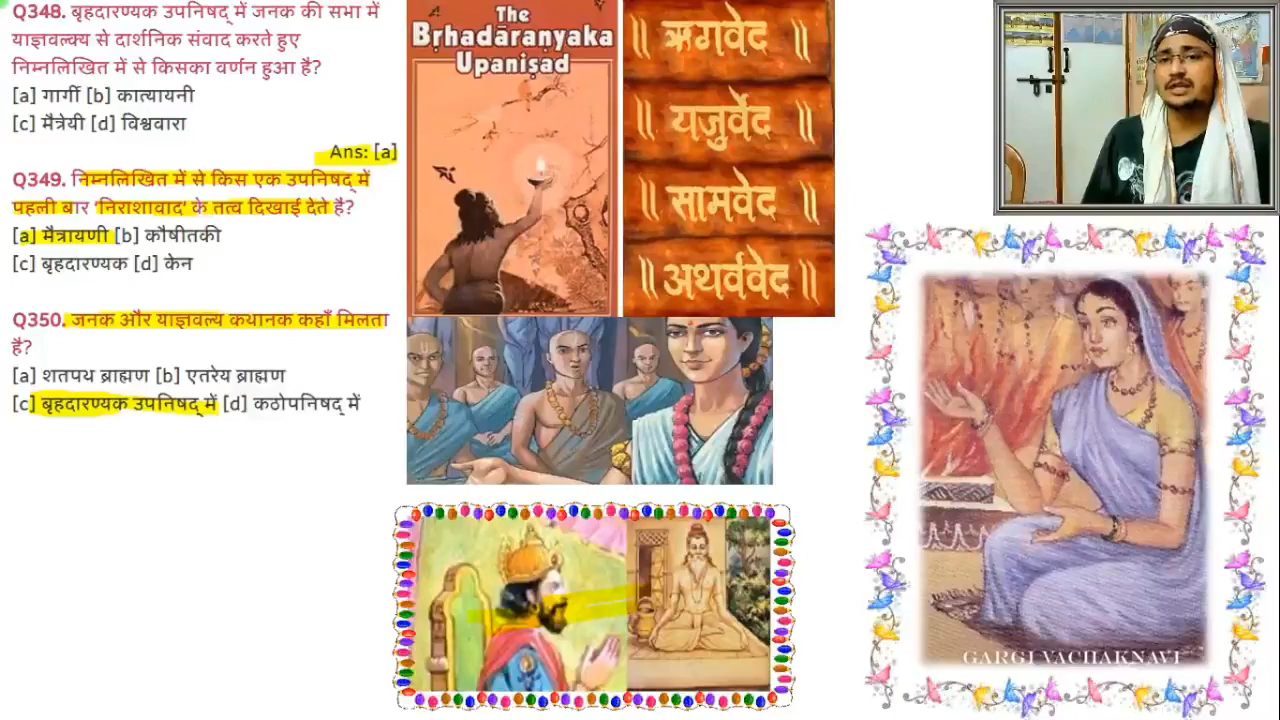 Q348. बृहदारण्यक उपनिषद् में जनक की सभा में
याज्ञवल्क्य से दार्शनिक संवाद करते हुए
निम्नलिखित में से किसका वर्णन हुआ है?
[a] गार्गी [b] कात्यायनी
[c] मैत्रेयी [d] विश्ववारा
Ans: [a]
Q349. निम्नलिखित में से किस एक उपनिषद् में
पहली बार 'निराशावाद' के तत्व दिखाई देते है?
[a] मैत्रायणी [b] कौषीतकी
[c] बृहदारण्यक [d] केन
Q350. जनक और याज्ञवल्य कथानक कहाँ मिलता
है?
[a] शतपथ ब्राह्मण [b] एतरेय ब्राह्मण
[c] बृहदारण्यक उपनिषद् में [d] कठोपनिषद् में
The
Bṛhadāraṇyaka
Upaniṣad
॥ ऋगवेद ॥
॥ यजुर्वेद ॥
॥ सामवेद ॥
॥ अथर्ववेद ॥
GARGI VACHAKNAVI